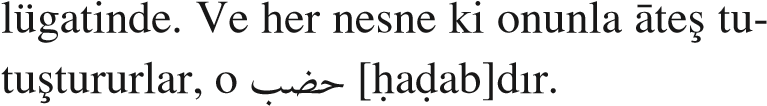 lügatinde. Ve her nesne ki onunla āteş tu-
tuştururlar, o حضب [ḥaḍab]dır.